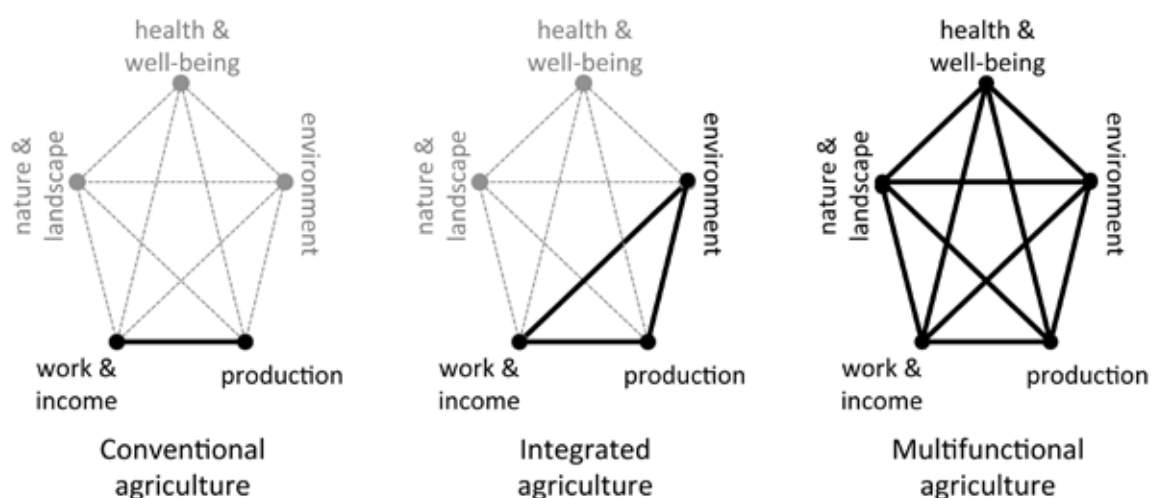 health &
well-being
nature &
landscape
environment
work &
income
production
Conventional
agriculture
health &
well-being
nature &
landscape
environment
work &
income
production
Integrated
agriculture
health &
well-being
nature &
landscape
environment
work &
income
production
Multifunctional
agriculture